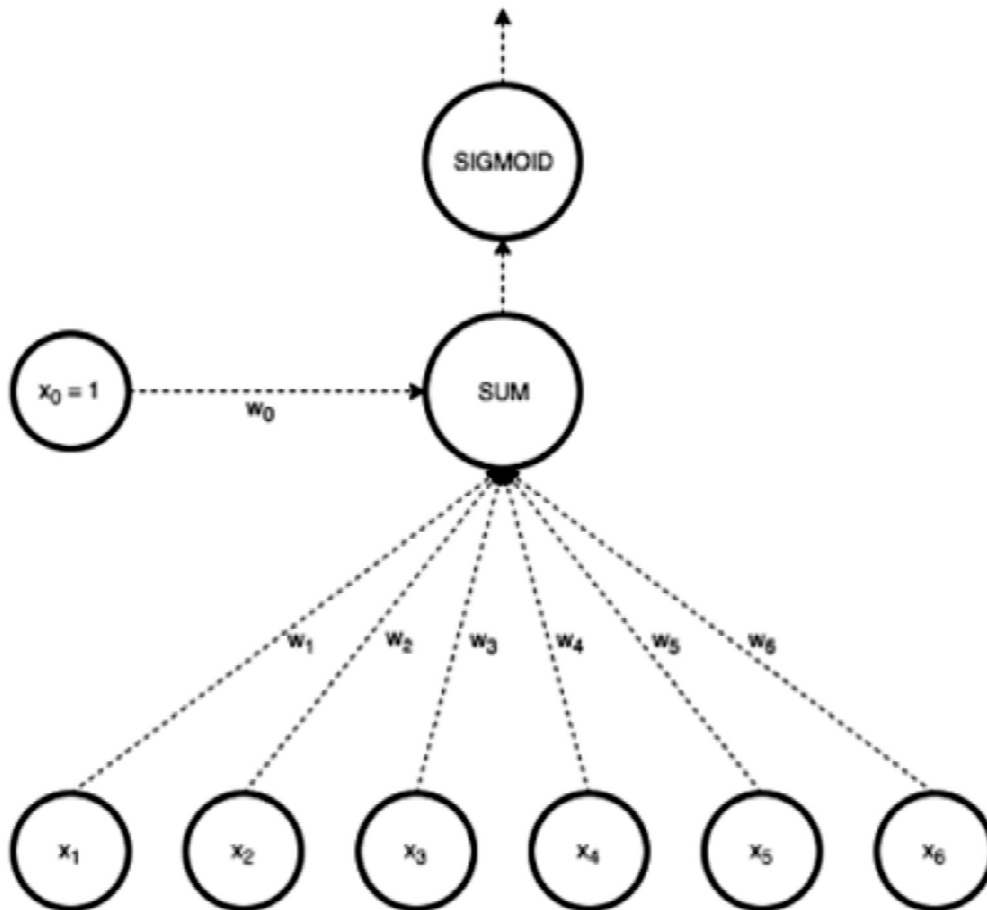 SIGMOID
x₀ = 1
w₀
SUM
w₁ w₂ w₃ w₄ w₅ w₆
x₁ x₂ x₃ x₄ x₅ x₆